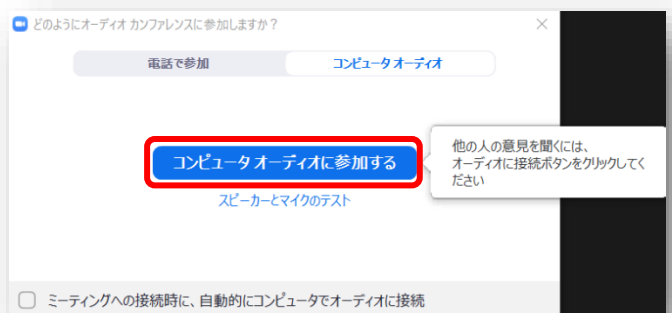 どのようにオーディオ カンファレンスに参加しますか？
電話で参加
コンピュータ オーディオ
コンピュータ オーディオに参加する
他の人の意見を聞くには、
オーディオに接続ボタンをクリックしてく
ださい
スピーカーとマイクのテスト
ミーティングへの接続時に、自動的にコンピュータでオーディオに接続